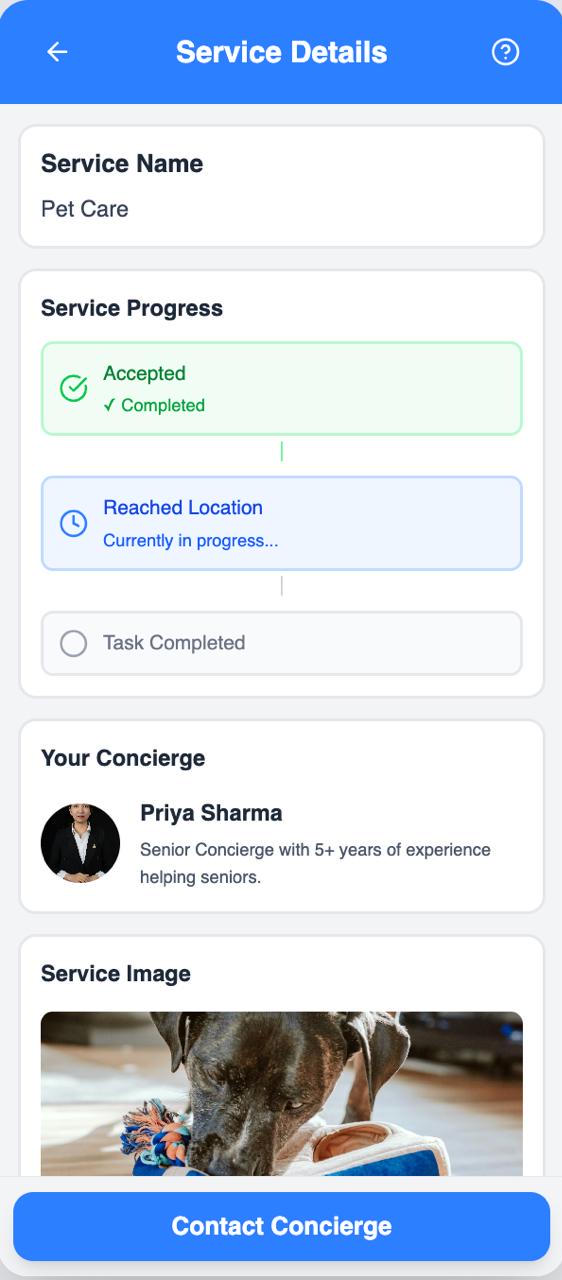 Service Details
Service Name
Pet Care
Service Progress
Accepted
✓ Completed
Reached Location
Currently in progress...
Task Completed
Your Concierge
Priya Sharma
Senior Concierge with 5+ years of experience
helping seniors.
Service Image
Contact Concierge